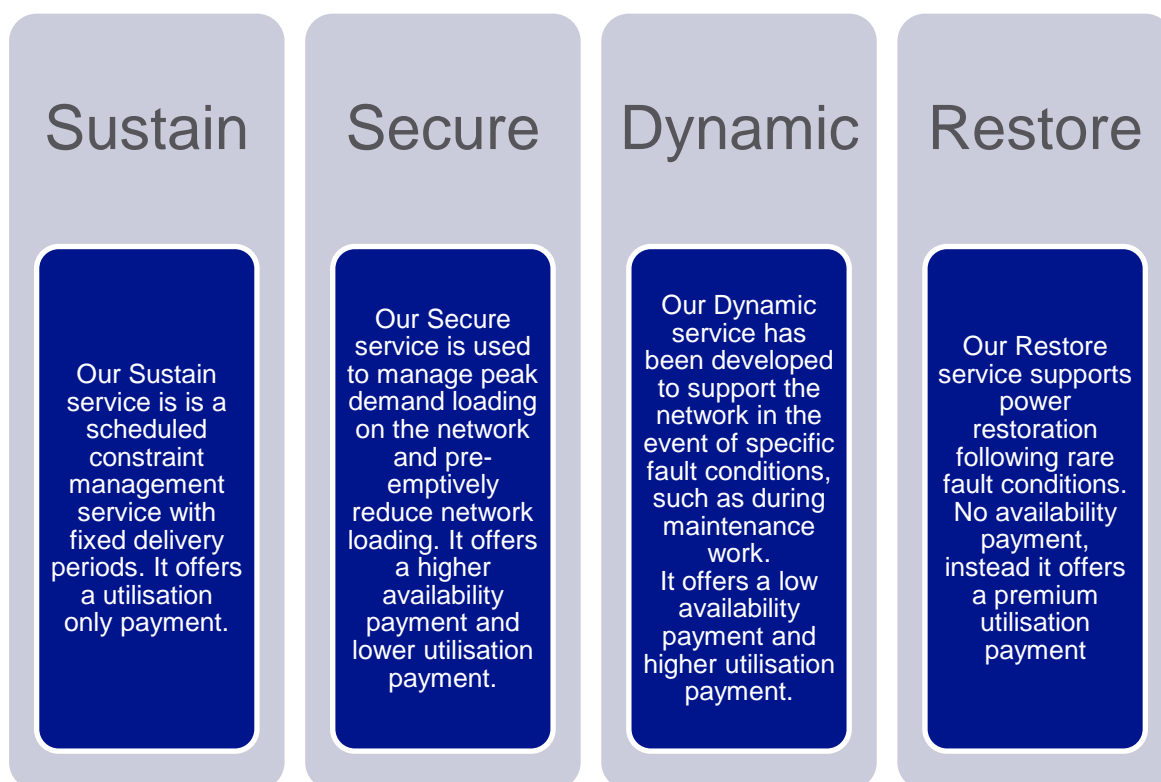 Sustain
Our Sustain
service is is a
scheduled
constraint
management
service with
fixed delivery
periods. It offers
a utilisation
only payment.
Secure
Our Secure
service is used
to manage peak
demand loading
on the network
and pre-
emptively
reduce network
loading. It offers
a higher
availability
payment and
lower utilisation
payment.
Dynamic
Our Dynamic
service has
been developed
to support the
network in the
event of specific
fault conditions,
such as during
maintenance
work.
It offers a low
availability
payment and
higher utilisation
payment.
Restore
Our Restore
service supports
power
restoration
following rare
fault conditions.
No availability
payment,
instead it offers
a premium
utilisation
payment